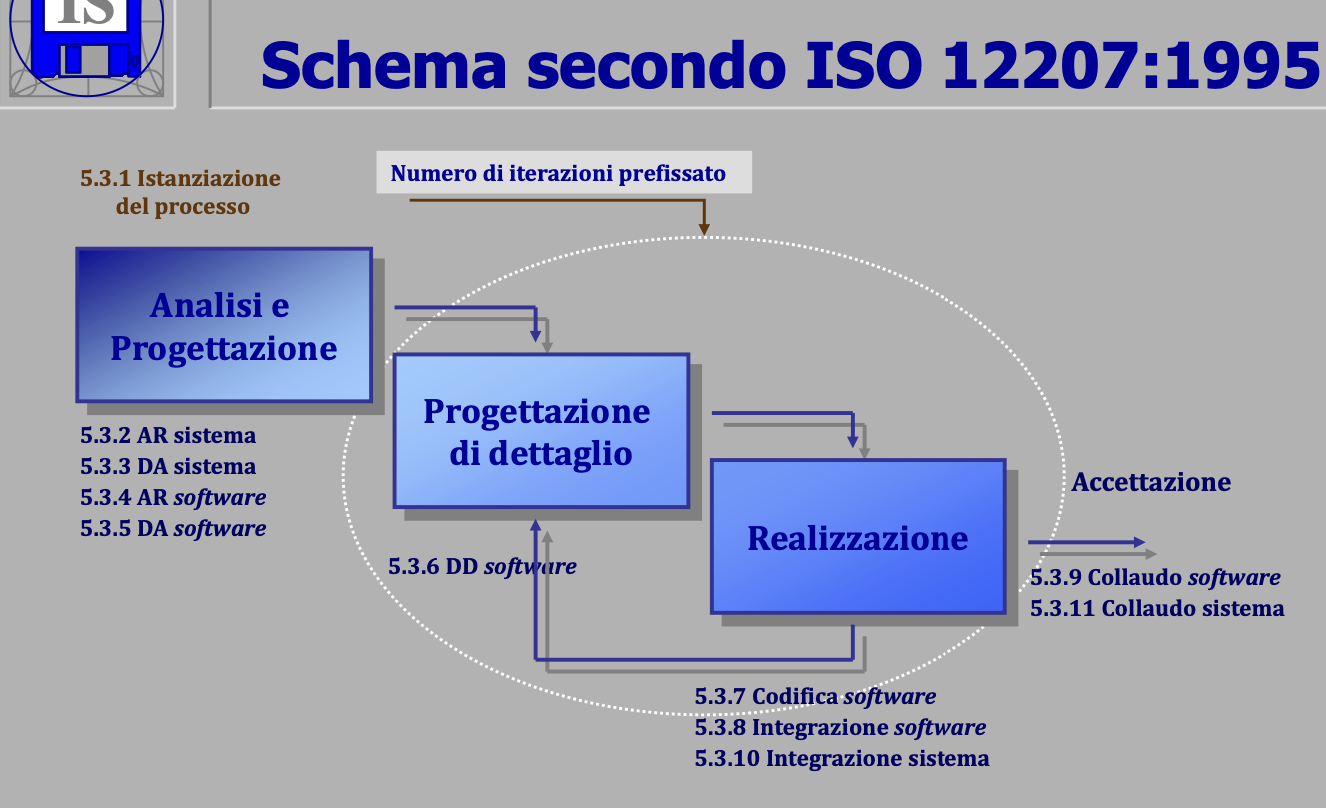 IS
Schema secondo ISO 12207:1995
Numero di iterazioni prefissato
5.3.1 Istanziazione
del processo
Analisi e
Progettazione
5.3.2 AR sistema
5.3.3 DA sistema
5.3.4 AR software
5.3.5 DA software
Progettazione
di dettaglio
5.3.6 DD software
Realizzazione
5.3.7 Codifica software
5.3.8 Integrazione software
5.3.10 Integrazione sistema
Accettazione
5.3.9 Collaudo software
5.3.11 Collaudo sistema